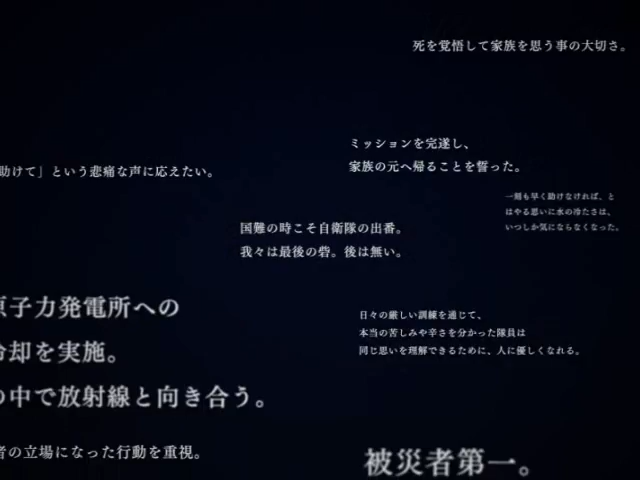 死を覚悟して家族を思う事の大切さ。
ミッションを完遂し、
家族の元へ帰ることを誓った。
助けて」という悲痛な声に応えたい。
一刻も早く助けなければ、と
はやる思いに水の冷たさは、
いつしか気にならなくなった。
国難の時こそ自衛隊の出番。
我々は最後の砦。後は無い。
原子力発電所への
冷却を実施。
の中で放射線と向き合う。
日々の厳しい訓練を通じて、
本当の苦しみや辛さを分かった隊員は
同じ思いを理解できるために、人に優しくなれる。
者の立場になった行動を重視。
被災者第一。